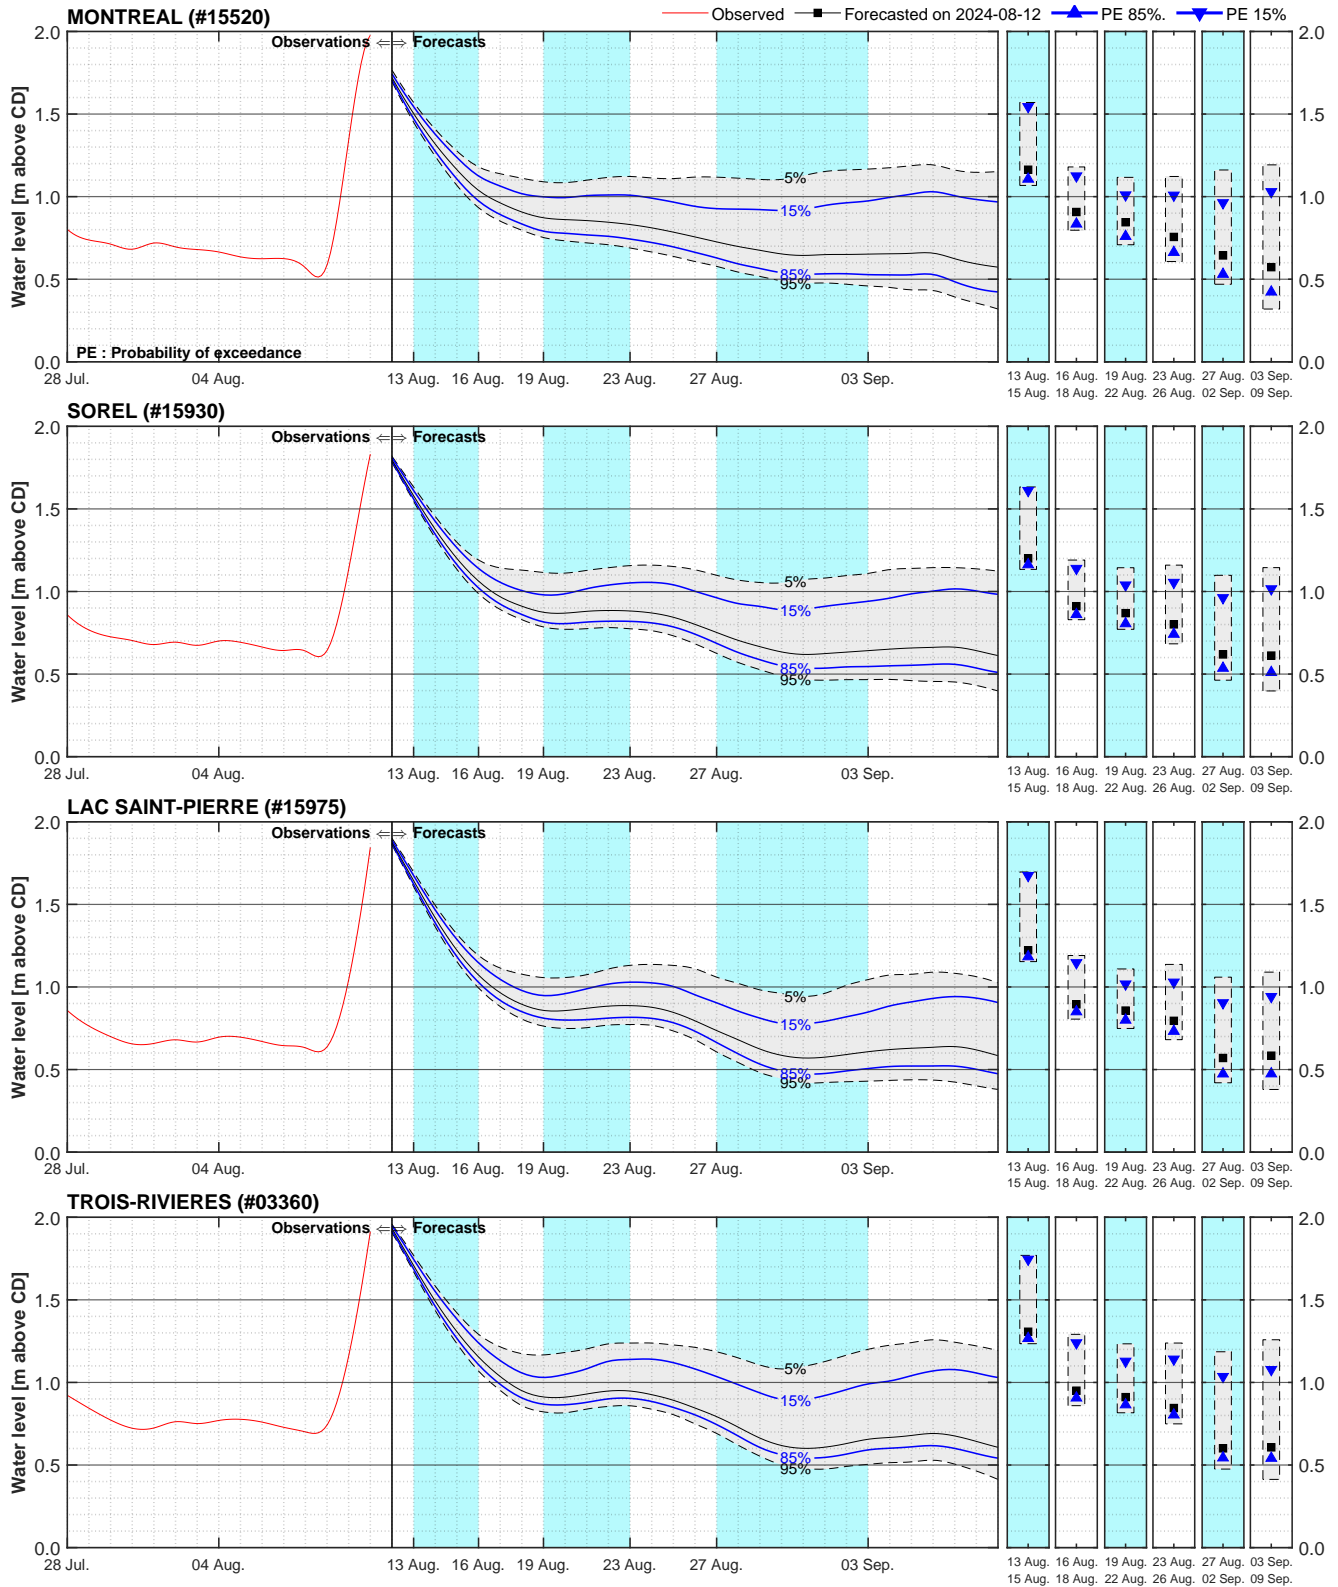 MONTREAL (#15520)
Observed Forecasted on 2024-08-12 PE 85%. PE 15%
Observations ⇐⇒ Forecasts
Water level [m above CD]
2.0 2.0
1.5 1.5
1.0 1.0
0.5 0.5
0.0 0.0
5%
15%
85%
95%
PE : Probability of exceedance
28 Jul. 04 Aug. 13 Aug. 16 Aug. 19 Aug. 23 Aug. 27 Aug. 03 Sep.
13 Aug. 16 Aug. 19 Aug. 23 Aug. 27 Aug. 03 Sep.
15 Aug. 18 Aug. 22 Aug. 26 Aug. 02 Sep. 09 Sep.
SOREL (#15930)
Observations ⇐⇒ Forecasts
Water level [m above CD]
2.0 2.0
1.5 1.5
1.0 1.0
0.5 0.5
0.0 0.0
5%
15%
85%
95%
28 Jul. 04 Aug. 13 Aug. 16 Aug. 19 Aug. 23 Aug. 27 Aug. 03 Sep.
13 Aug. 16 Aug. 19 Aug. 23 Aug. 27 Aug. 03 Sep.
15 Aug. 18 Aug. 22 Aug. 26 Aug. 02 Sep. 09 Sep.
LAC SAINT-PIERRE (#15975)
Observations ⇐⇒ Forecasts
Water level [m above CD]
2.0 2.0
1.5 1.5
1.0 1.0
0.5 0.5
0.0 0.0
5%
15%
85%
95%
28 Jul. 04 Aug. 13 Aug. 16 Aug. 19 Aug. 23 Aug. 27 Aug. 03 Sep.
13 Aug. 16 Aug. 19 Aug. 23 Aug. 27 Aug. 03 Sep.
15 Aug. 18 Aug. 22 Aug. 26 Aug. 02 Sep. 09 Sep.
TROIS-RIVIERES (#03360)
Observations ⇐⇒ Forecasts
Water level [m above CD]
2.0 2.0
1.5 1.5
1.0 1.0
0.5 0.5
0.0 0.0
5%
15%
85%
95%
28 Jul. 04 Aug. 13 Aug. 16 Aug. 19 Aug. 23 Aug. 27 Aug. 03 Sep.
13 Aug. 16 Aug. 19 Aug. 23 Aug. 27 Aug. 03 Sep.
15 Aug. 18 Aug. 22 Aug. 26 Aug. 02 Sep. 09 Sep.